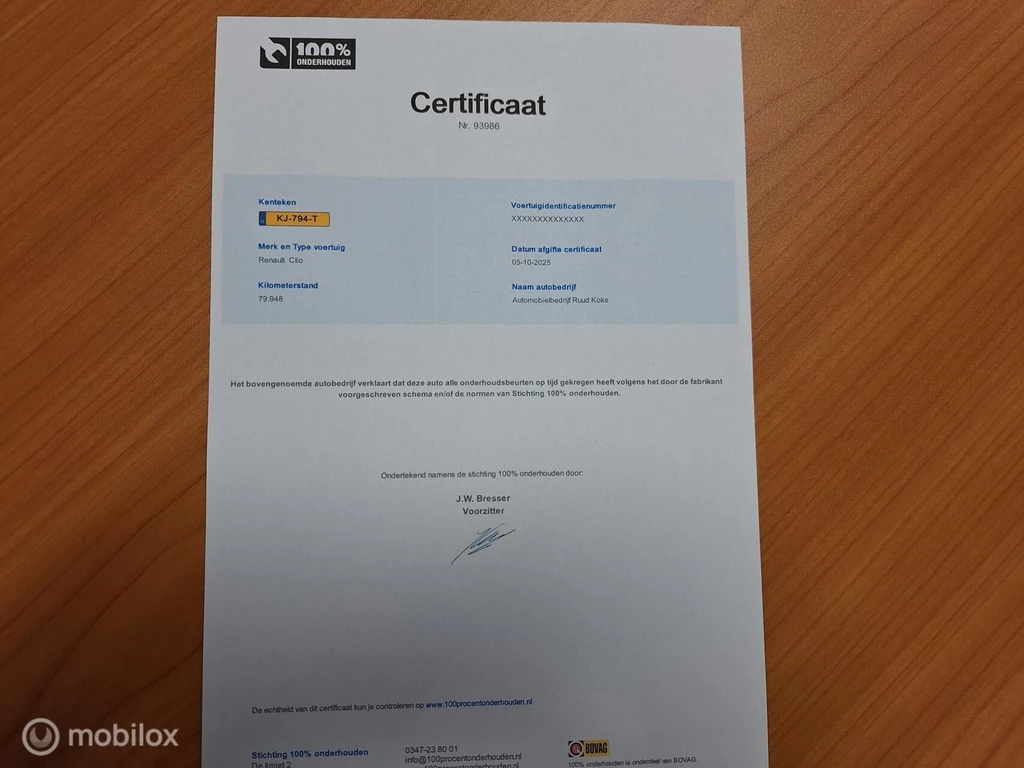 100%
ONDERHOUDEN
Certificaat
Nr. 93986
Kenteken
KJ-794-T
Merk en Type voertuig
Renault Clio
Kilometerstand
79.948
Voertuigidentificatienummer
XXXXXXXXXXXXXX
Datum afgifte certificaat
05-10-2025
Naam autobedrijf
Automobielbedrijf Ruud Koks
Het bovengenoemde autobedrijf verklaart dat deze auto alle onderhoudsbeurten op tijd gekregen heeft volgens het door de fabrikant
voorgeschreven schema en/of de normen van Stichting 100% onderhouden.
Ondertekend namens de stichting 100% onderhouden door:
J.W. Bresser
Voorzitter
De echtheid van dit certificaat kun je controleren op www.100procentonderhouden.nl
Stichting 100% onderhouden
De limiet 2
0347-23 80 01
info@100procentonderhouden.nl
100procentonderhouden.nl
BOVAG
100% onderhouden is onderdeel van BOVAG.
mobilox